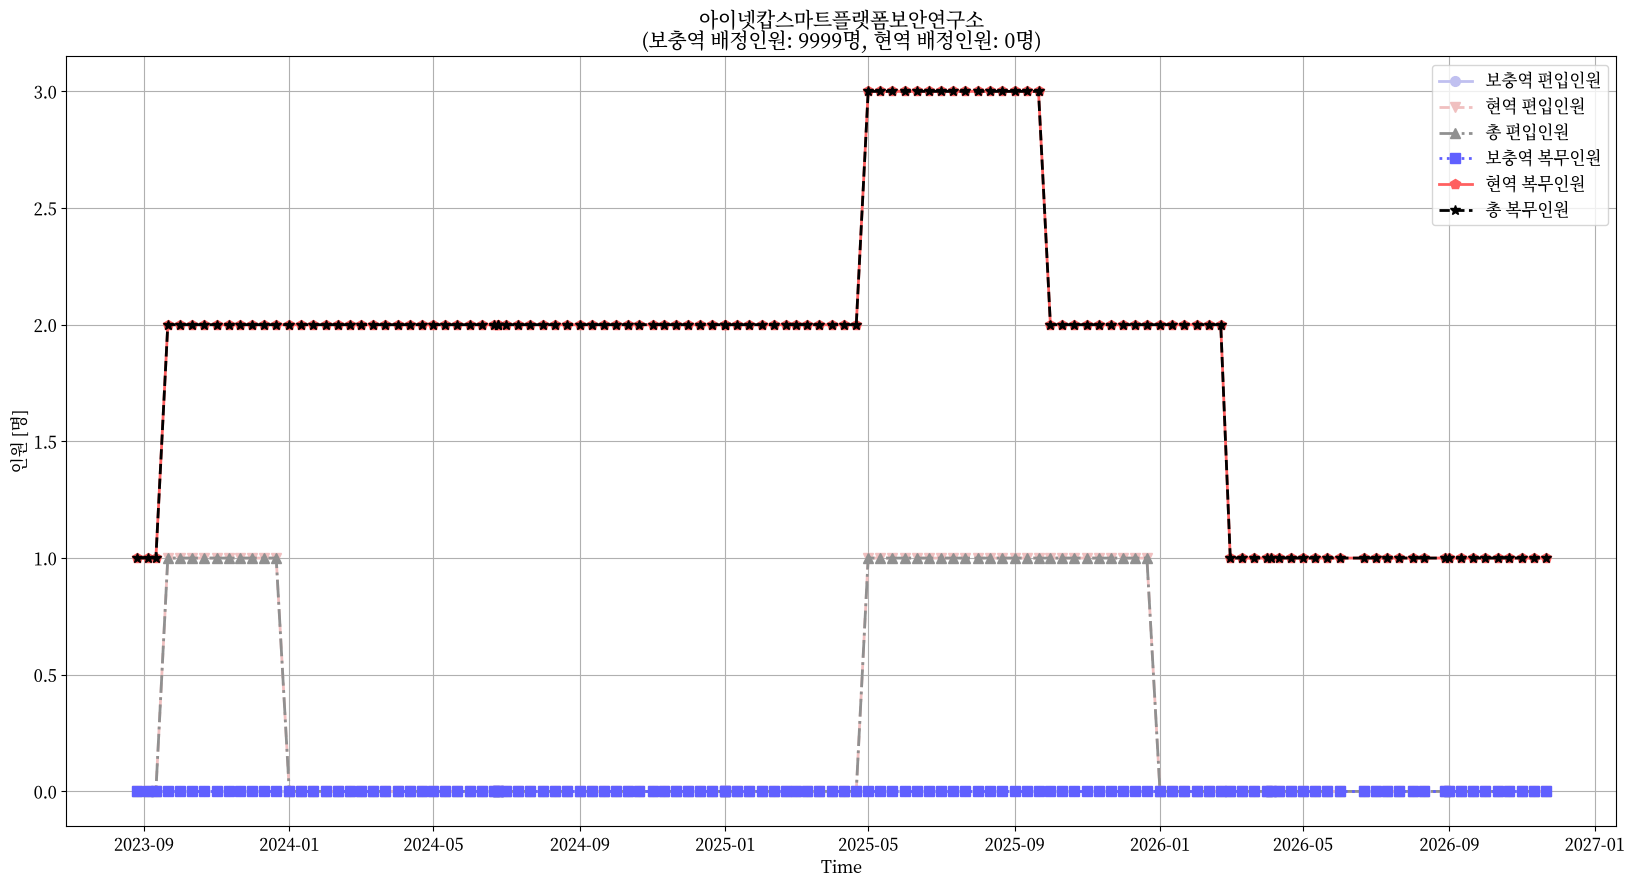 아이넷캅스마트플랫폼보안연구소
(보충역 배정인원: 9999명, 현역 배정인원: 0명)
보충역 편입인원
현역 편입인원
총 편입인원
보충역 복무인원
현역 복무인원
총 복무인원
인원 [명]
3.0
2.5
2.0
1.5
1.0
0.5
0.0
2023-09 2024-01 2024-05 2024-09 2025-01 2025-05 2025-09 2026-01 2026-05 2026-09 2027-01
Time